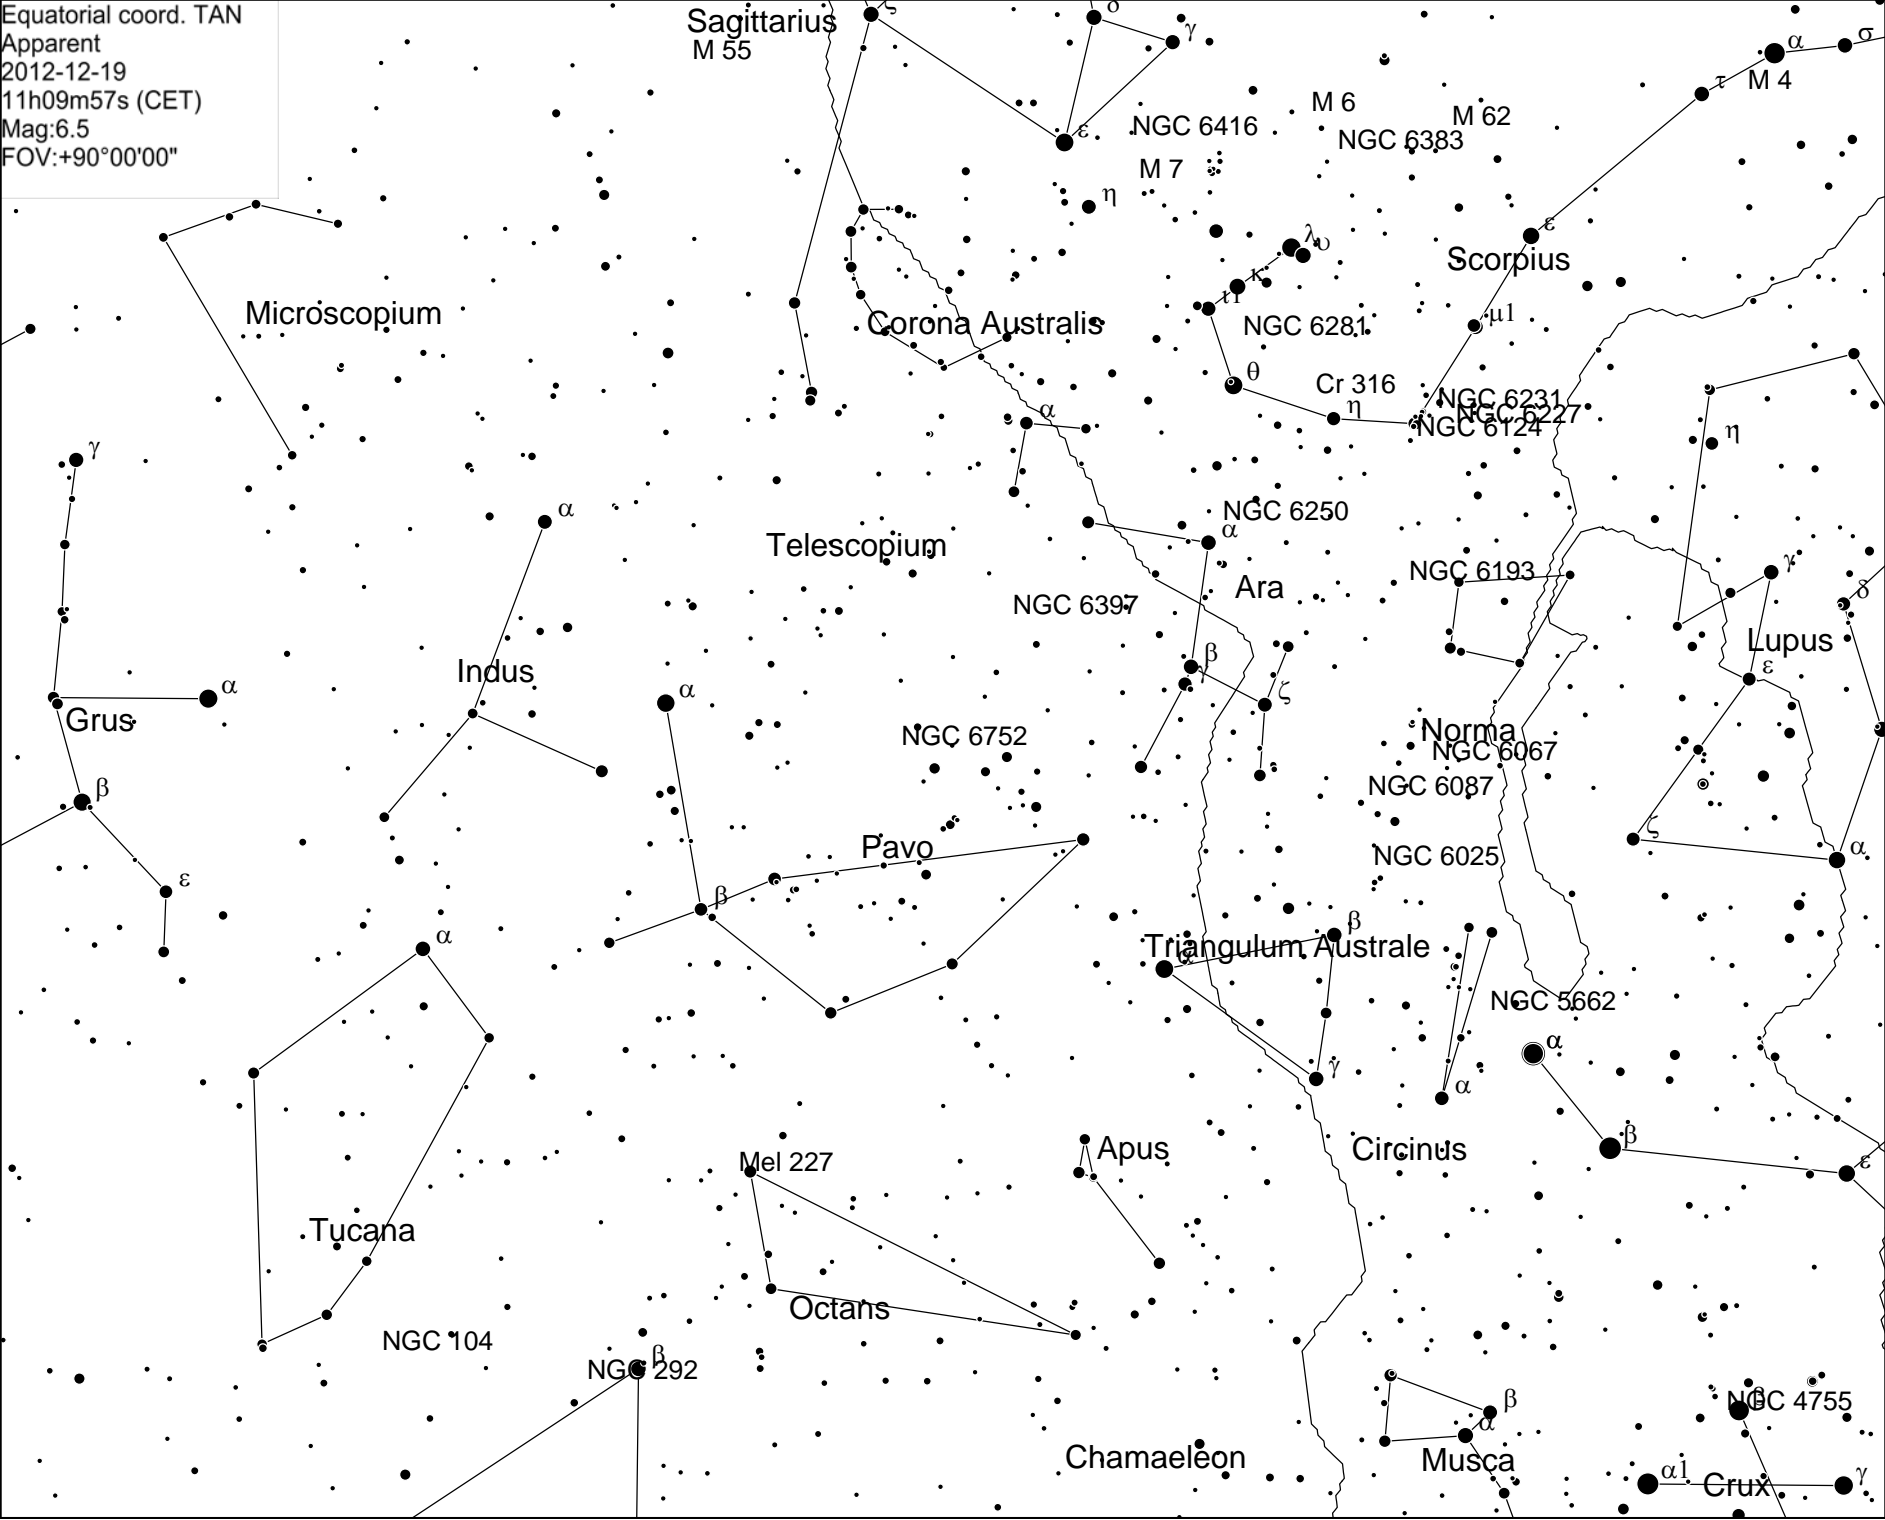 Equatorial coord. TAN
Apparent
2012-12-19
11h09m57s (CET)
Mag:6.5
FOV:+90°00'00"
Sagittarius
M 55
ζ
δ
γ
ε
η
NGC 6416
M 7
M 6
NGC 6383
M 62
α
σ
τ
M 4
ε
Scorpius
λ
υ
κ
ι1
μ1
NGC 6281
θ
Cr 316
η
NGC 6231
NGC 6227
NGC 6124
Microscopium
Corona Australis
α
η
γ
α
Telescopium
NGC 6250
α
Ara
NGC 6193
γ
δ
NGC 6397
Lupus
Indus
β
γ
ε
α
Grus
α
ζ
NGC 6752
Norma
NGC 6067
NGC 6087
β
Pavo
ζ
α
NGC 6025
ε
β
α
β
Triangulum Australe
α
NGC 5662
α
γ
α
β
Apus
Circinus
ε
Mel 227
Tucana
Octans
NGC 104
β
NGC 292
β
NGC 4755
β
α
Chamaeleon
Musca
α1
Crux
γ